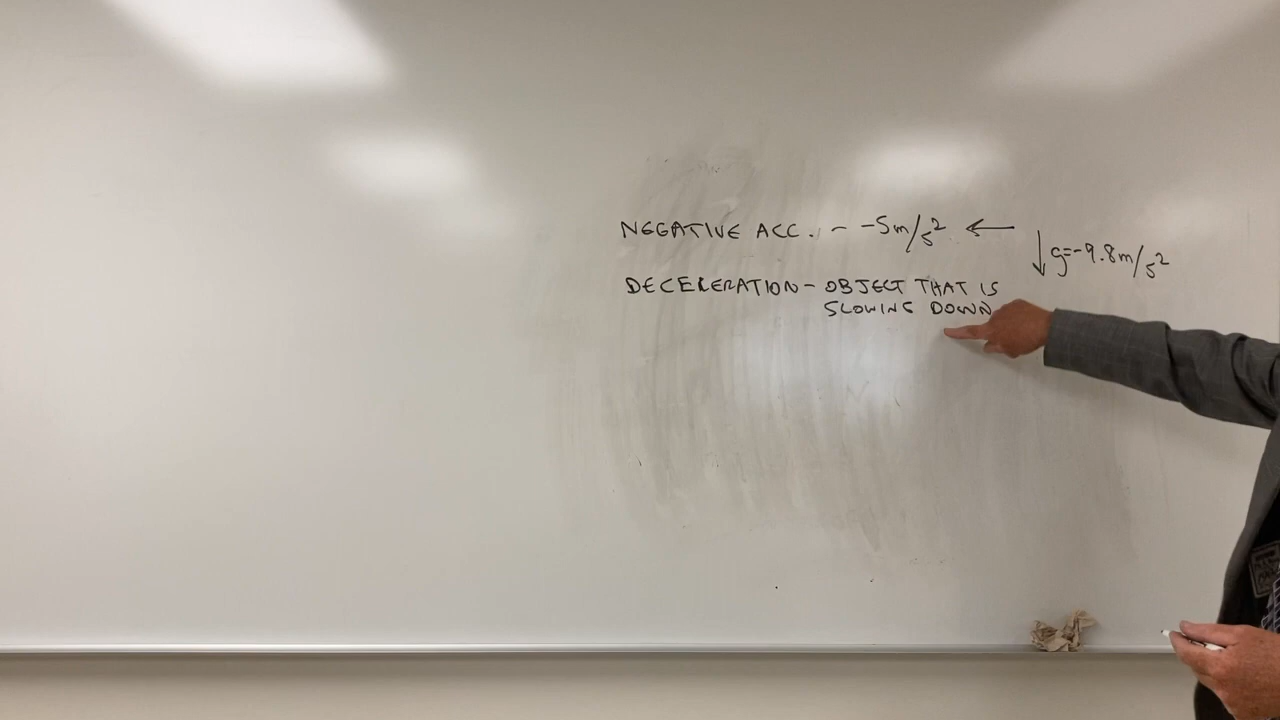 NEGATIVE ACC. - -5m/s² ←
↓ g=-9.8m/s²
DECELERATION - OBJECT THAT IS
SLOWING DOWN